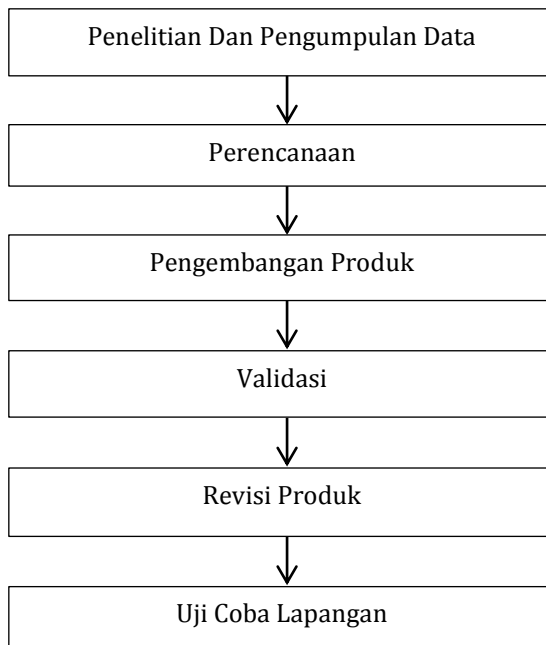 Penelitian Dan Pengumpulan Data
Perencanaan
Pengembangan Produk
Validasi
Revisi Produk
Uji Coba Lapangan